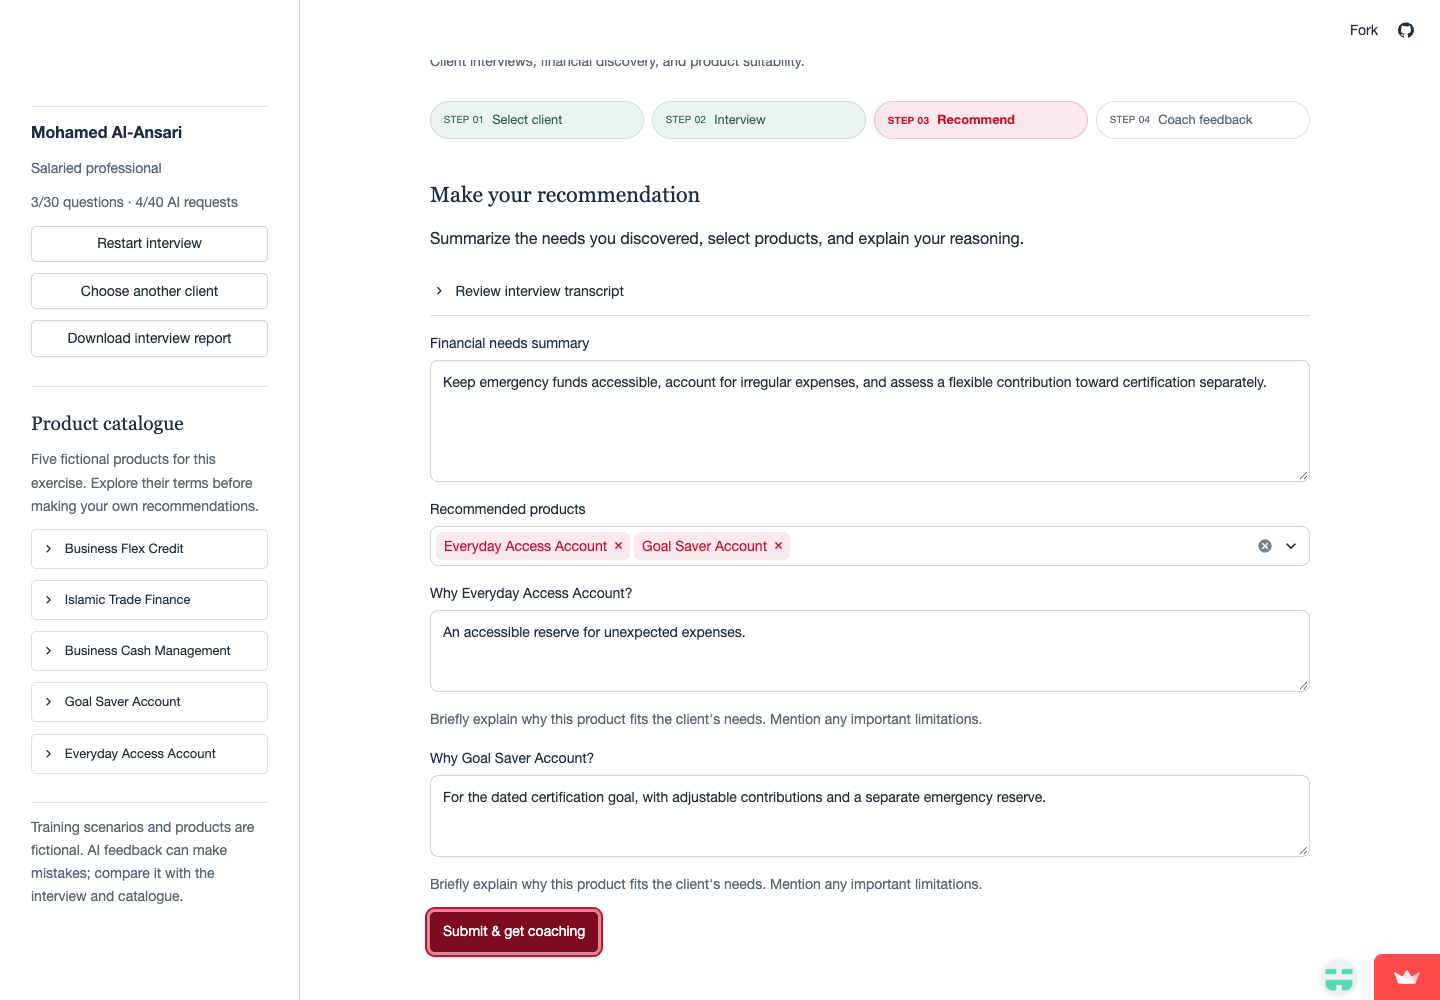 Fork
Client interviews, financial discovery, and product suitability.
STEP 01 Select client
STEP 02 Interview
STEP 03 Recommend
STEP 04 Coach feedback
Mohamed Al-Ansari
Salaried professional
3/30 questions · 4/40 AI requests
Restart interview
Choose another client
Download interview report
Product catalogue
Five fictional products for this
exercise. Explore their terms before
making your own recommendations.
Business Flex Credit
Islamic Trade Finance
Business Cash Management
Goal Saver Account
Everyday Access Account
Training scenarios and products are
fictional. AI feedback can make
mistakes; compare it with the
interview and catalogue.
Make your recommendation
Summarize the needs you discovered, select products, and explain your reasoning.
Review interview transcript
Financial needs summary
Keep emergency funds accessible, account for irregular expenses, and assess a flexible contribution toward certification separately.
Recommended products
Everyday Access Account
Goal Saver Account
Why Everyday Access Account?
An accessible reserve for unexpected expenses.
Briefly explain why this product fits the client's needs. Mention any important limitations.
Why Goal Saver Account?
For the dated certification goal, with adjustable contributions and a separate emergency reserve.
Briefly explain why this product fits the client's needs. Mention any important limitations.
Submit & get coaching